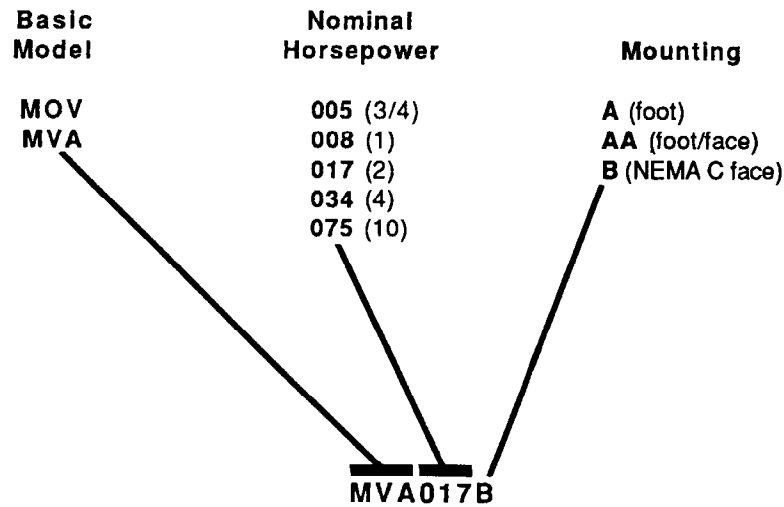 Basic
Model
MOV
MVA
Nominal
Horsepower
005 (3/4)
008 (1)
017 (2)
034 (4)
075 (10)
Mounting
A (foot)
AA (foot/face)
B (NEMA C face)
MVA017B